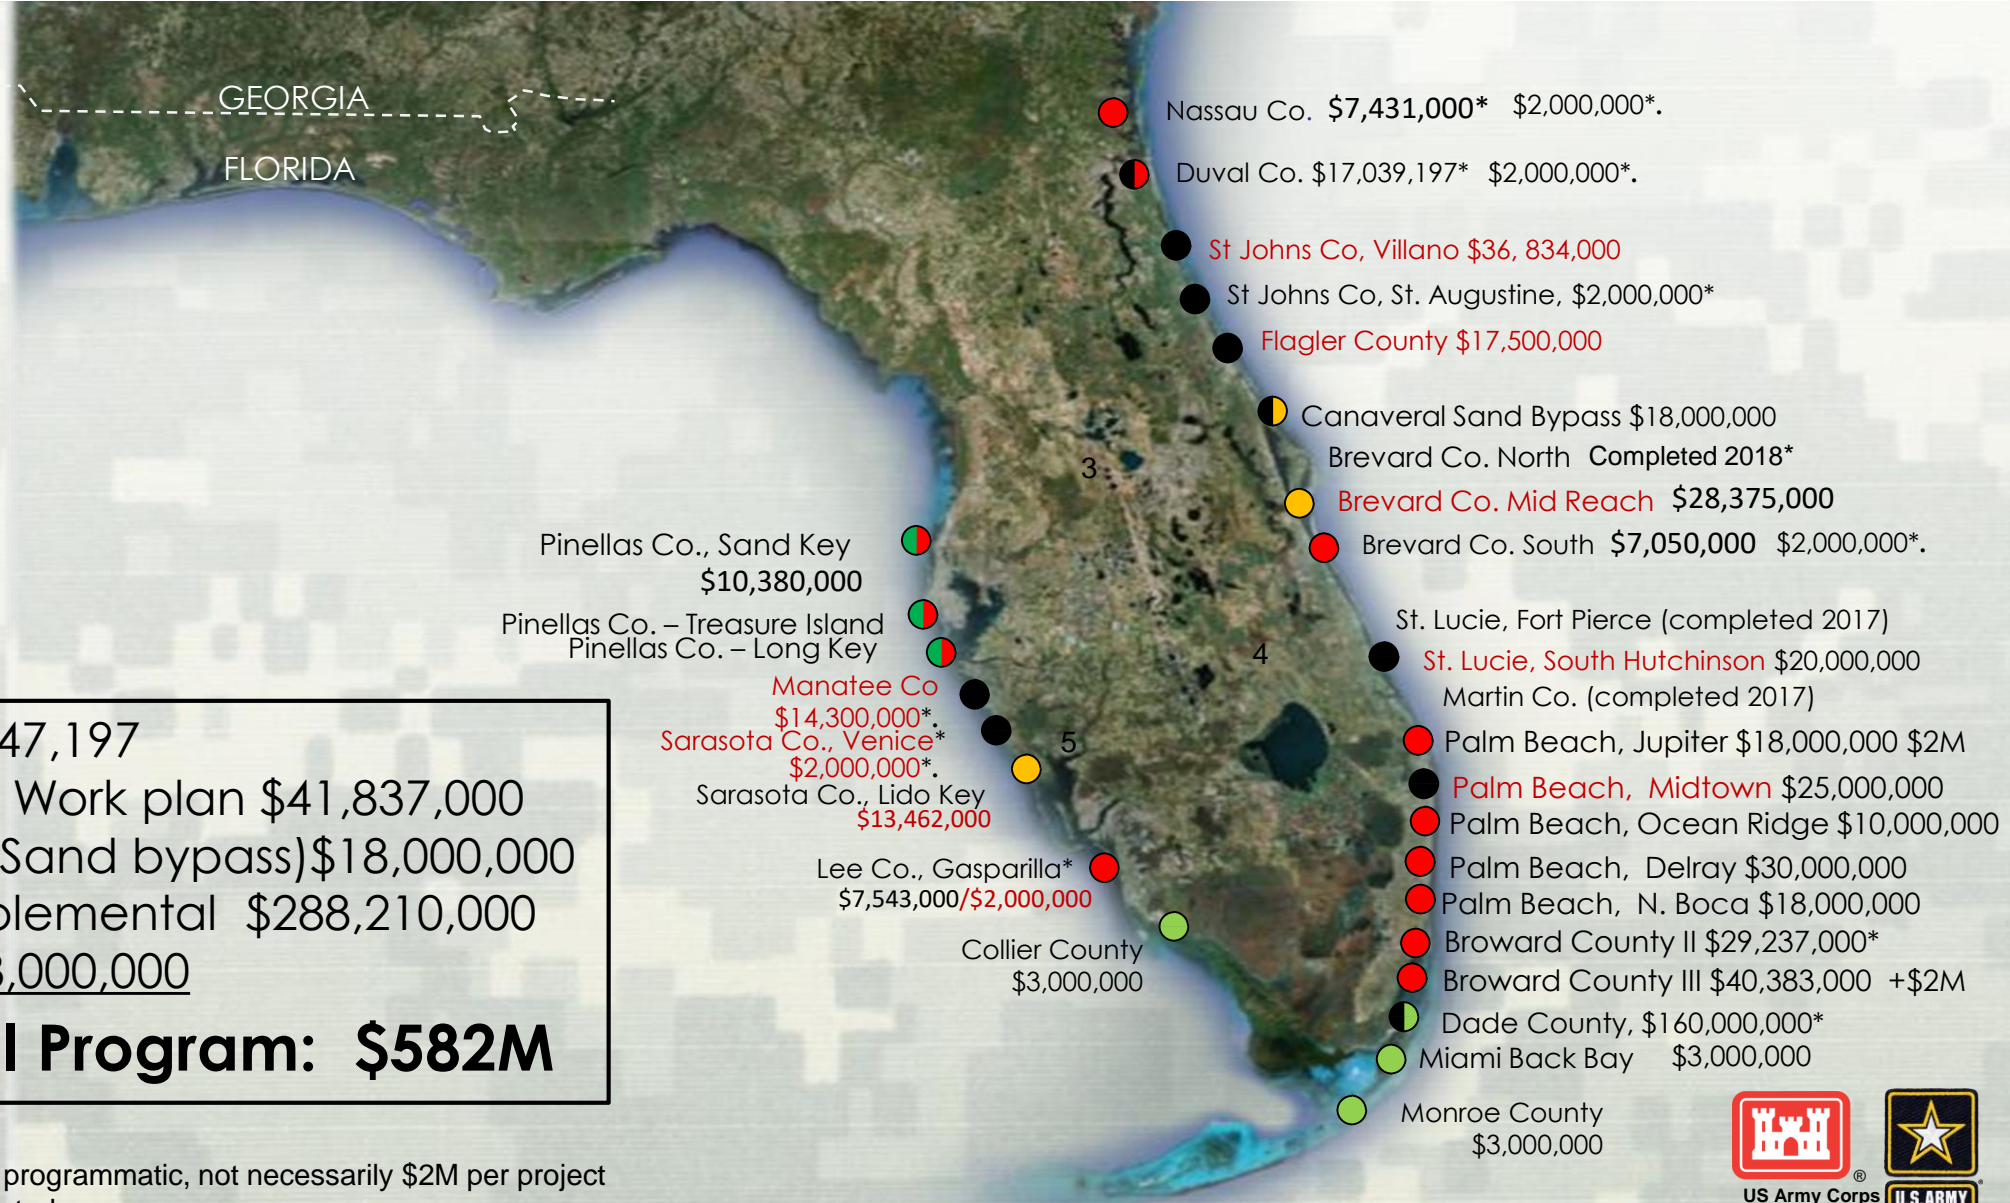 GEORGIA
FLORIDA
Nassau Co. $7,431,000* $2,000,000*.
Duval Co. $17,039,197* $2,000,000*.
St Johns Co, Villano $36, 834,000
St Johns Co, St. Augustine, $2,000,000*
Flagler County $17,500,000
Canaveral Sand Bypass $18,000,000
Brevard Co. North Completed 2018*
3
Brevard Co. Mid Reach $28,375,000
Brevard Co. South $7,050,000 $2,000,000*.
St. Lucie, Fort Pierce (completed 2017)
4
St. Lucie, South Hutchinson $20,000,000
Martin Co. (completed 2017)
Palm Beach, Jupiter $18,000,000 $2M
Palm Beach, Midtown $25,000,000
Palm Beach, Ocean Ridge $10,000,000
Palm Beach, Delray $30,000,000
Palm Beach, N. Boca $18,000,000
Broward County II $29,237,000*
Broward County III $40,383,000 +$2M
Dade County, $160,000,000*
Miami Back Bay $3,000,000
Monroe County
$3,000,000
Pinellas Co., Sand Key
$10,380,000
Pinellas Co. – Treasure Island
Pinellas Co. – Long Key
Manatee Co
$14,300,000*.
Sarasota Co., Venice*
$2,000,000*.
5
Sarasota Co., Lido Key
$13,462,000
Lee Co., Gasparilla*
$7,543,000/$2,000,000
Collier County
$3,000,000
47,197
Work plan $41,837,000
Sand bypass)$18,000,000
plemental $288,210,000
3,000,000
l Program: $582M
programmatic, not necessarily $2M per project
®
US Army Corps
U.S. ARMY